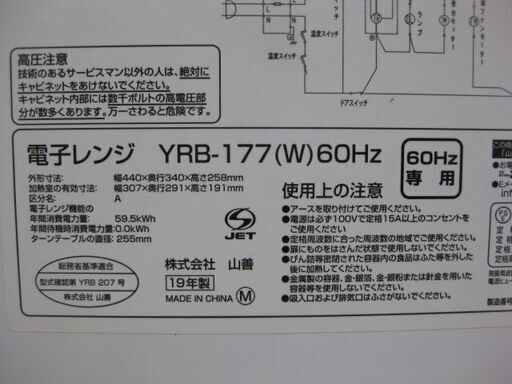 L
N
温度スイッチ
温度スイッチ
ドアスイッチ
ランプ
高圧注意
技術のあるサービスマン以外の人は、絶対に
キャビネットをあけないでください。
キャビネット内部には数千ボルトの高電圧部
分が数多くあります。万一さわると危険です。
電子レンジ YRB-177(W)60Hz
60Hz
専用
外形寸法: 幅440×奥行340×高さ258mm
加熱室の有効寸法: 幅307×奥行291×高さ191mm
区分名: A
電子レンジ機能の
年間消費電力量: 59.5kWh
年間待機時消費電力量:0.0kWh
ターンテーブルの直径: 255mm
S
JET
総務省基準適合
型式確認第 YRB 207 号
株式会社 山善
株式会社 山善
19年製
MADE IN CHINA M
使用上の注意
●アースを取り付けてご使用ください。
●電源は必ず100Vで定格15A以上のコンセントを
ご使用ください。
●定格周波数に合った周波数の地域でご使用ください。
●扉にものをはさんだ状態で使用しないでください。
●びん詰等密封された容器内の食品はふた等を外した
後に加熱してください。
●金属製の容器、金・銀箔、金・銀粉または針金を用いた
容等を使用しないでください。
●吸入口および排気口はふさがないでください。